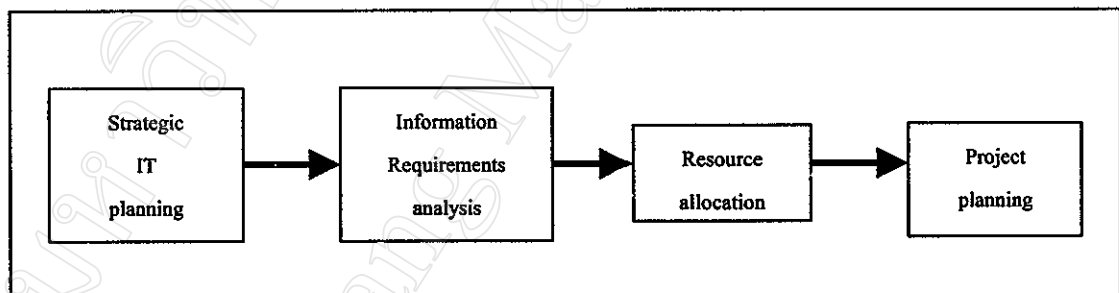 Strategic
IT
planning
Information
Requirements
analysis
Resource
allocation
Project
planning